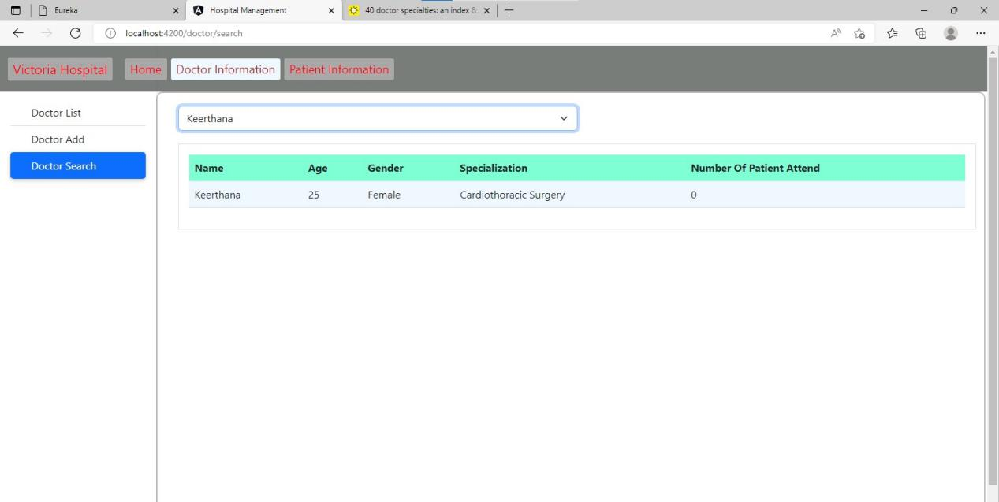 Eureka Hospital Management 40 doctor specialties: an index &
localhost:4200/doctor/search
Victoria Hospital Home Doctor Information Patient Information
Doctor List
Doctor Add
Doctor Search
Keerthana
Name Age Gender Specialization Number Of Patient Attend
Keerthana 25 Female Cardiothoracic Surgery 0